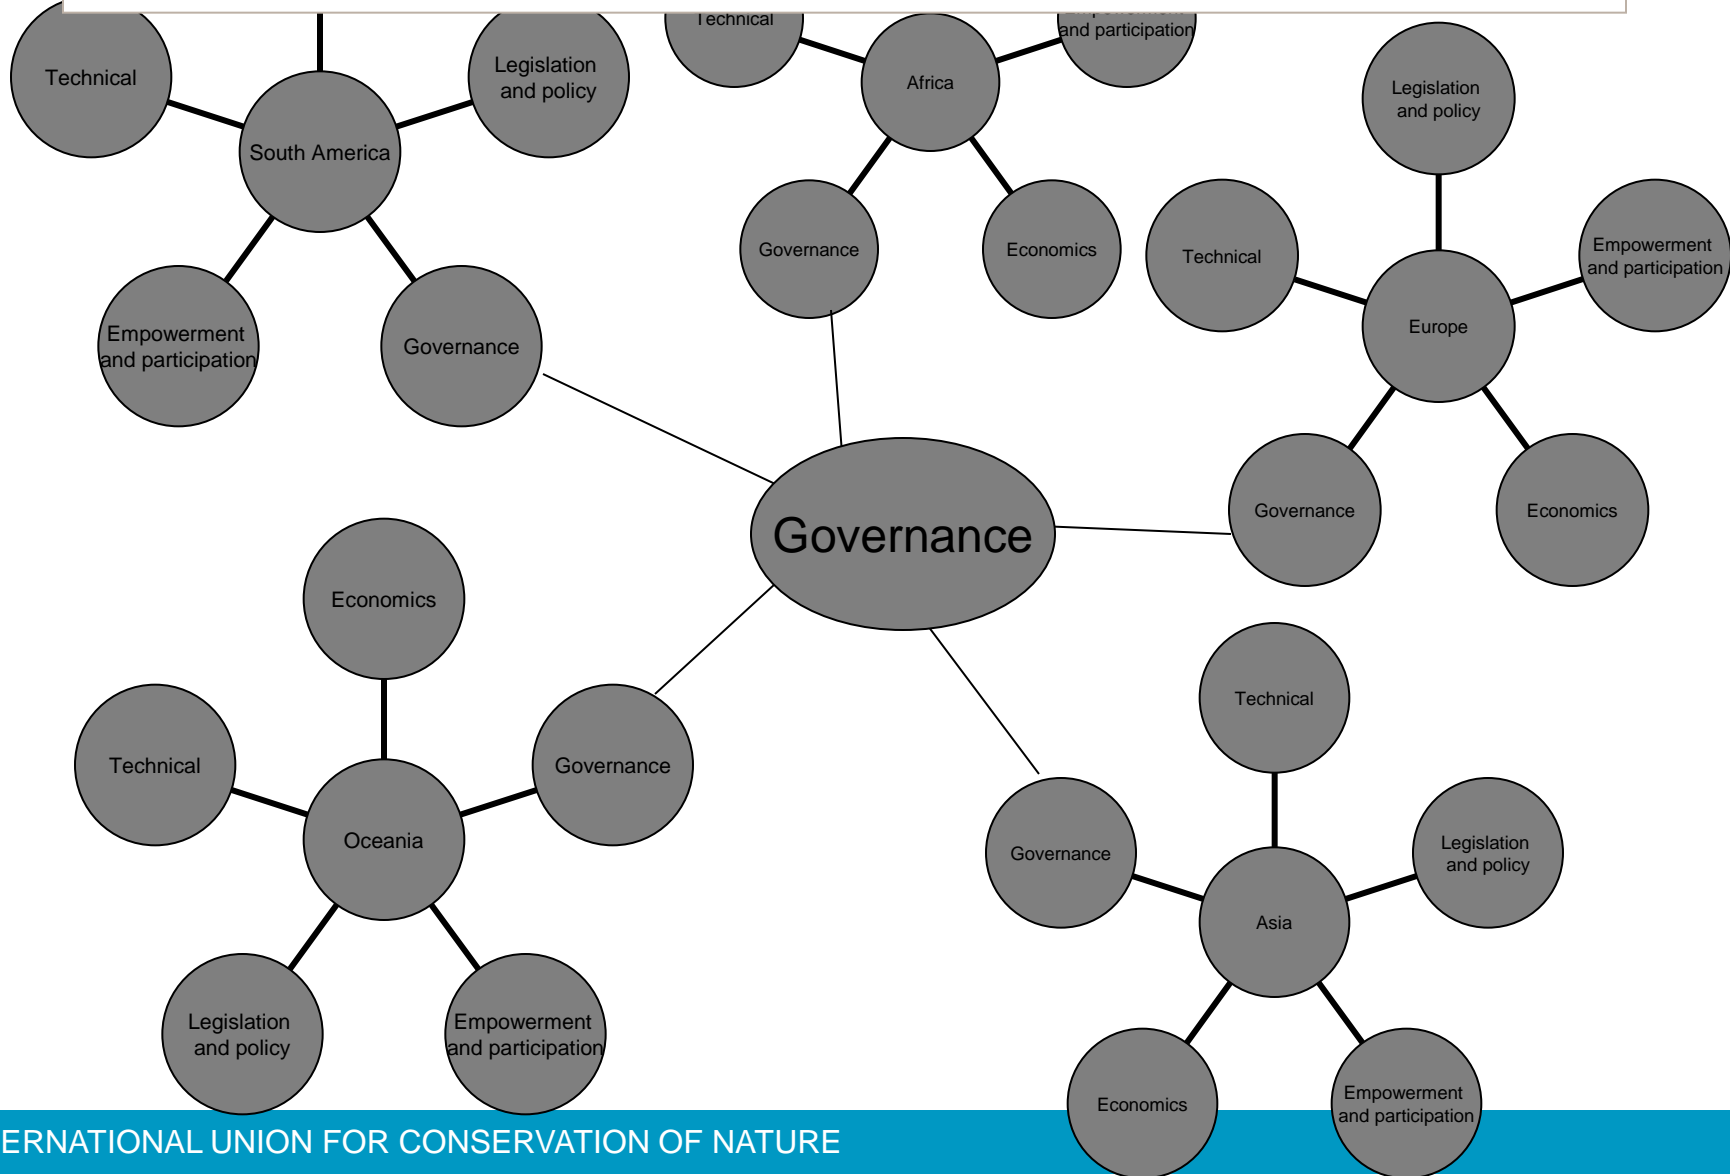 Technical
Legislation
and policy
South America
Empowerment
and participation
Governance
Technical
and participation
Africa
Governance
Economics
Legislation
and policy
Technical
Empowerment
and participation
Europe
Governance
Economics
Governance
Economics
Technical
Governance
Oceania
Legislation
and policy
Empowerment
and participation
Technical
Governance
Legislation
and policy
Asia
Economics
Empowerment
and participation
ERNATIONAL UNION FOR CONSERVATION OF NATURE